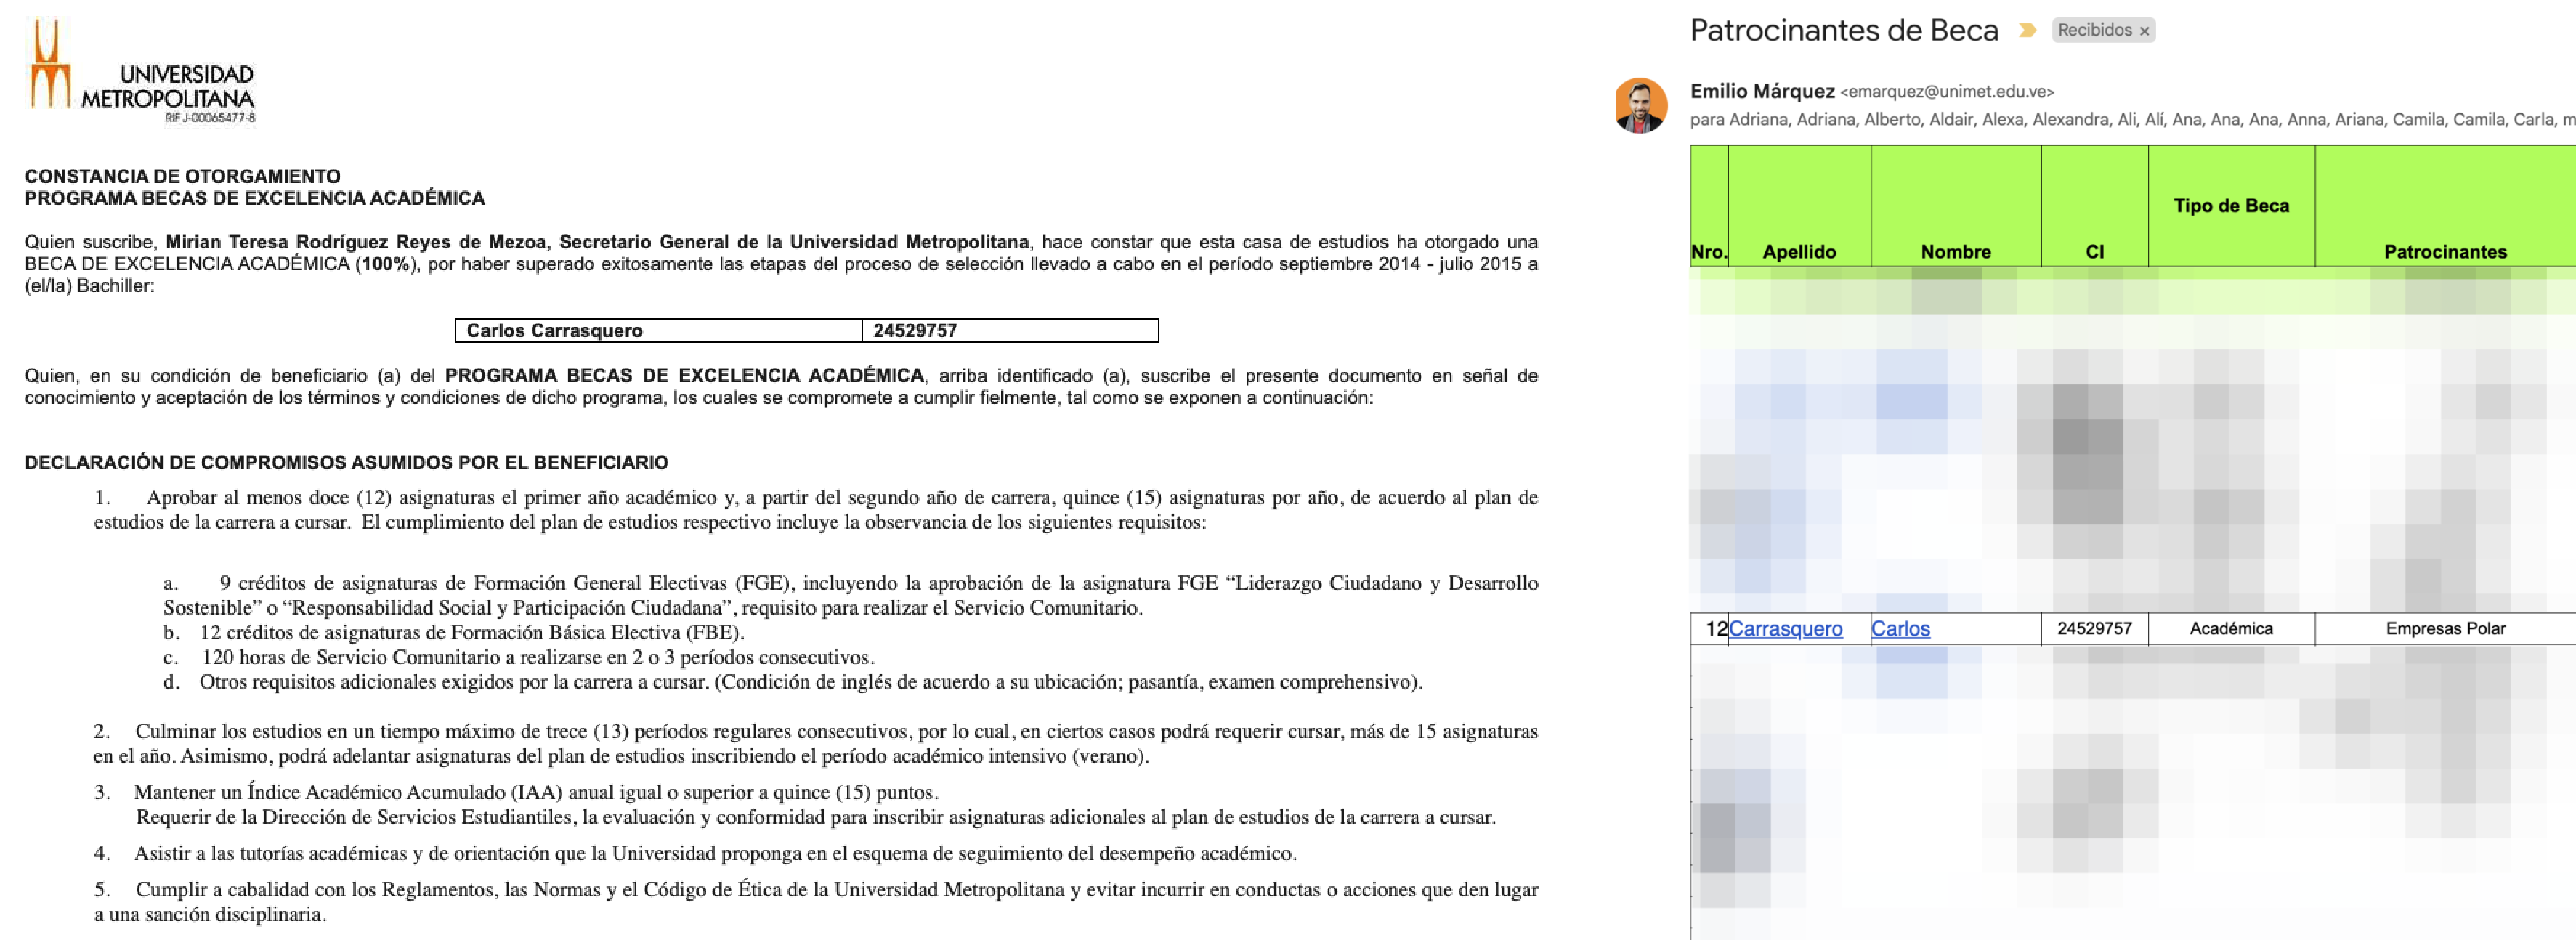 UNIVERSIDAD
METROPOLITANA
RIF J-00065477-8
CONSTANCIA DE OTORGAMIENTO
PROGRAMA BECAS DE EXCELENCIA ACADÉMICA
Quien suscribe, Mirian Teresa Rodríguez Reyes de Mezoa, Secretario General de la Universidad Metropolitana, hace constar que esta casa de estudios ha otorgado una
BECA DE EXCELENCIA ACADÉMICA (100%), por haber superado exitosamente las etapas del proceso de selección llevado a cabo en el período septiembre 2014 - julio 2015 a
(el/la) Bachiller:
Carlos Carrasquero 24529757
Quien, en su condición de beneficiario (a) del PROGRAMA BECAS DE EXCELENCIA ACADÉMICA, arriba identificado (a), suscribe el presente documento en señal de
conocimiento y aceptación de los términos y condiciones de dicho programa, los cuales se compromete a cumplir fielmente, tal como se exponen a continuación:
DECLARACIÓN DE COMPROMISOS ASUMIDOS POR EL BENEFICIARIO
1. Aprobar al menos doce (12) asignaturas el primer año académico y, a partir del segundo año de carrera, quince (15) asignaturas por año, de acuerdo al plan de
estudios de la carrera a cursar. El cumplimiento del plan de estudios respectivo incluye la observancia de los siguientes requisitos:
a. 9 créditos de asignaturas de Formación General Electivas (FGE), incluyendo la aprobación de la asignatura FGE “Liderazgo Ciudadano y Desarrollo
Sostenible” o “Responsabilidad Social y Participación Ciudadana”, requisito para realizar el Servicio Comunitario.
b. 12 créditos de asignaturas de Formación Básica Electiva (FBE).
c. 120 horas de Servicio Comunitario a realizarse en 2 o 3 períodos consecutivos.
d. Otros requisitos adicionales exigidos por la carrera a cursar. (Condición de inglés de acuerdo a su ubicación; pasantía, examen comprehensivo).
2. Culminar los estudios en un tiempo máximo de trece (13) períodos regulares consecutivos, por lo cual, en ciertos casos podrá requerir cursar, más de 15 asignaturas
en el año. Asimismo, podrá adelantar asignaturas del plan de estudios inscribiendo el período académico intensivo (verano).
3. Mantener un Índice Académico Acumulado (IAA) anual igual o superior a quince (15) puntos.
Requerir de la Dirección de Servicios Estudiantiles, la evaluación y conformidad para inscribir asignaturas adicionales al plan de estudios de la carrera a cursar.
4. Asistir a las tutorías académicas y de orientación que la Universidad proponga en el esquema de seguimiento del desempeño académico.
5. Cumplir a cabalidad con los Reglamentos, las Normas y el Código de Ética de la Universidad Metropolitana y evitar incurrir en conductas o acciones que den lugar
a una sanción disciplinaria.
Patrocinantes de Beca Recibidos ×
Emilio Márquez <emarquez@unimet.edu.ve>
para Adriana, Adriana, Alberto, Aldair, Alexa, Alexandra, Ali, Alí, Ana, Ana, Ana, Anna, Ariana, Camila, Camila, Carla,
Nro. Apellido Nombre CI Tipo de Beca Patrocinantes
12 Carrasquero Carlos 24529757 Académica Empresas Polar